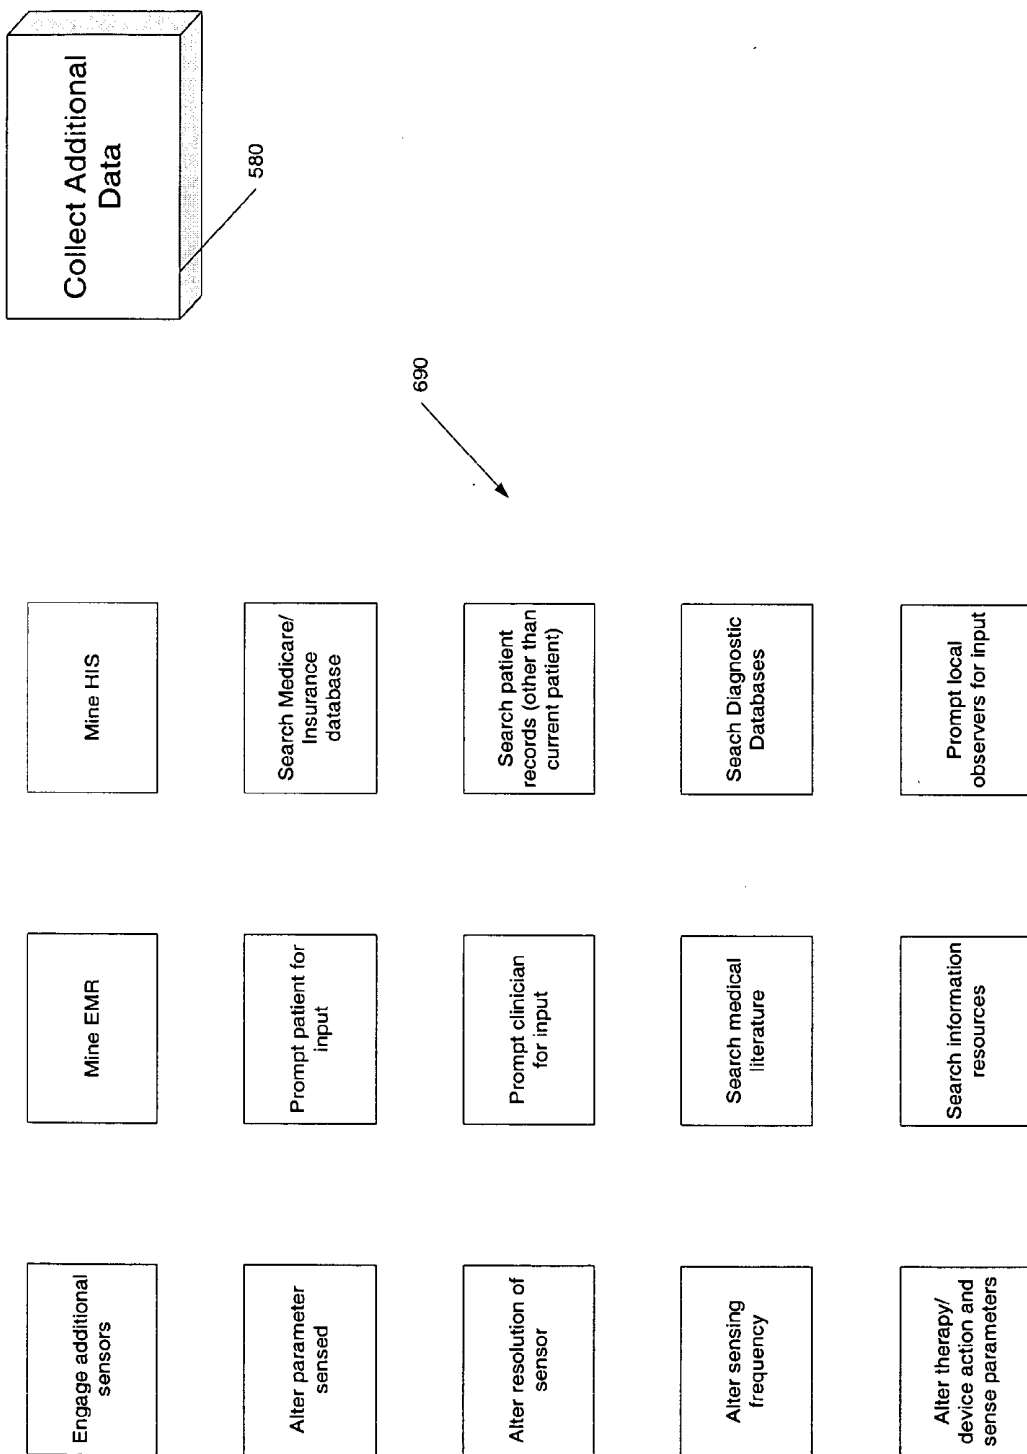 Collect Additional
Data
580
690
Engage additional
sensors
Mine EMR
Mine HIS
Alter parameter
sensed
Prompt patient for
input
Search Medicare/
Insurance
database
Alter resolution of
sensor
Prompt clinician
for input
Search patient
records (other than
current patient)
Alter sensing
frequency
Search medical
literature
Seach Diagnostic
Databases
Alter therapy/
device action and
sense parameters
Search information
resources
Prompt local
observers for input